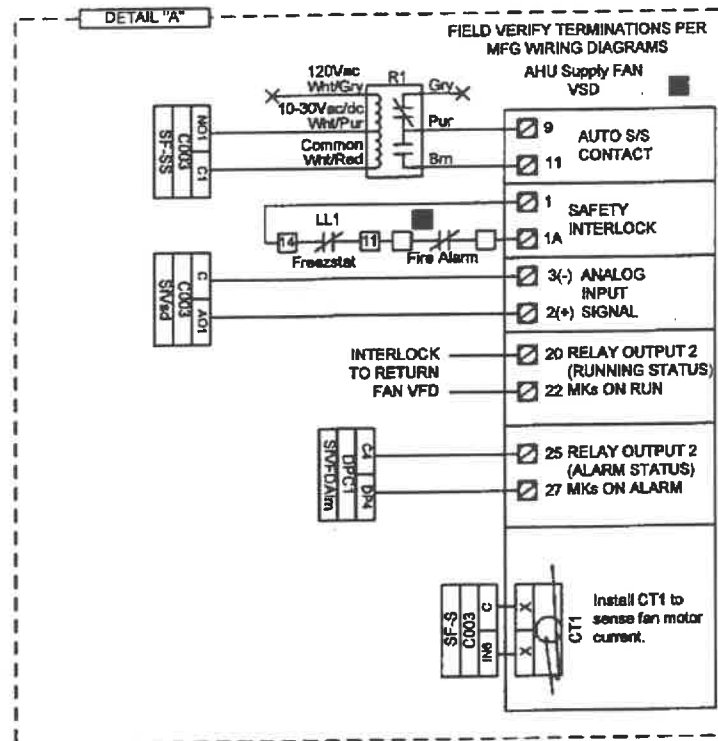 DETAIL "A"
FIELD VERIFY TERMINATIONS PER
MFG WIRING DIAGRAMS
AHU Supply FAN
VSD
120Vac
Wht/Gry
R1
Gry
10-30Vac/dc
Wht/Pur
Pur
Common
Wht/Red
Brn
NO1
C1
C003
SF-SS
9
11
AUTO S/S
CONTACT
1
1A
SAFETY
INTERLOCK
LL1
14
11
Freezstat
Fire Alarm
C
AO1
C003
3(-) ANALOG
INPUT
2(+) SIGNAL
INTERLOCK
TO RETURN
FAN VFD
20 RELAY OUTPUT 2
(RUNNING STATUS)
22 MKs ON RUN
C4
DP4
DPC1
25 RELAY OUTPUT 2
(ALARM STATUS)
27 MKs ON ALARM
C
IN6
C003
SF-S
X
X
CT1
Install CT1 to
sense fan motor
current.